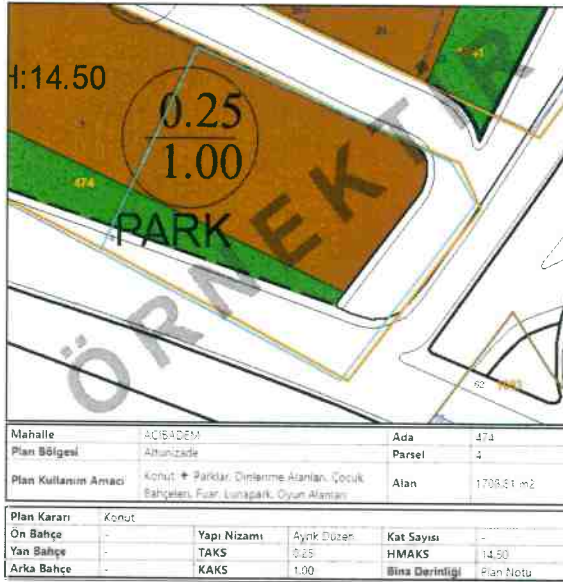 H:14.50
0.25
1.00
474
PARK
ÖRNEKTİR
62
Mahalle ACIBADEM Ada 474
Plan Bölgesi Altunizade Parsel 4
Plan Kullanım Amacı Konut + Parklar, Dinlenme Alanları, Çocuk Alan 1708.81 m2
Bahçeleri, Fuar, Lunapark, Oyun Alanları
Plan Kararı Konut
Ön Bahçe - Yapı Nizamı Ayrık Düzen Kat Sayısı -
Yan Bahçe - TAKS 0.25 HMAKS 14.50
Arka Bahçe - KAKS 1.00 Bina Derinliği Plan Notu